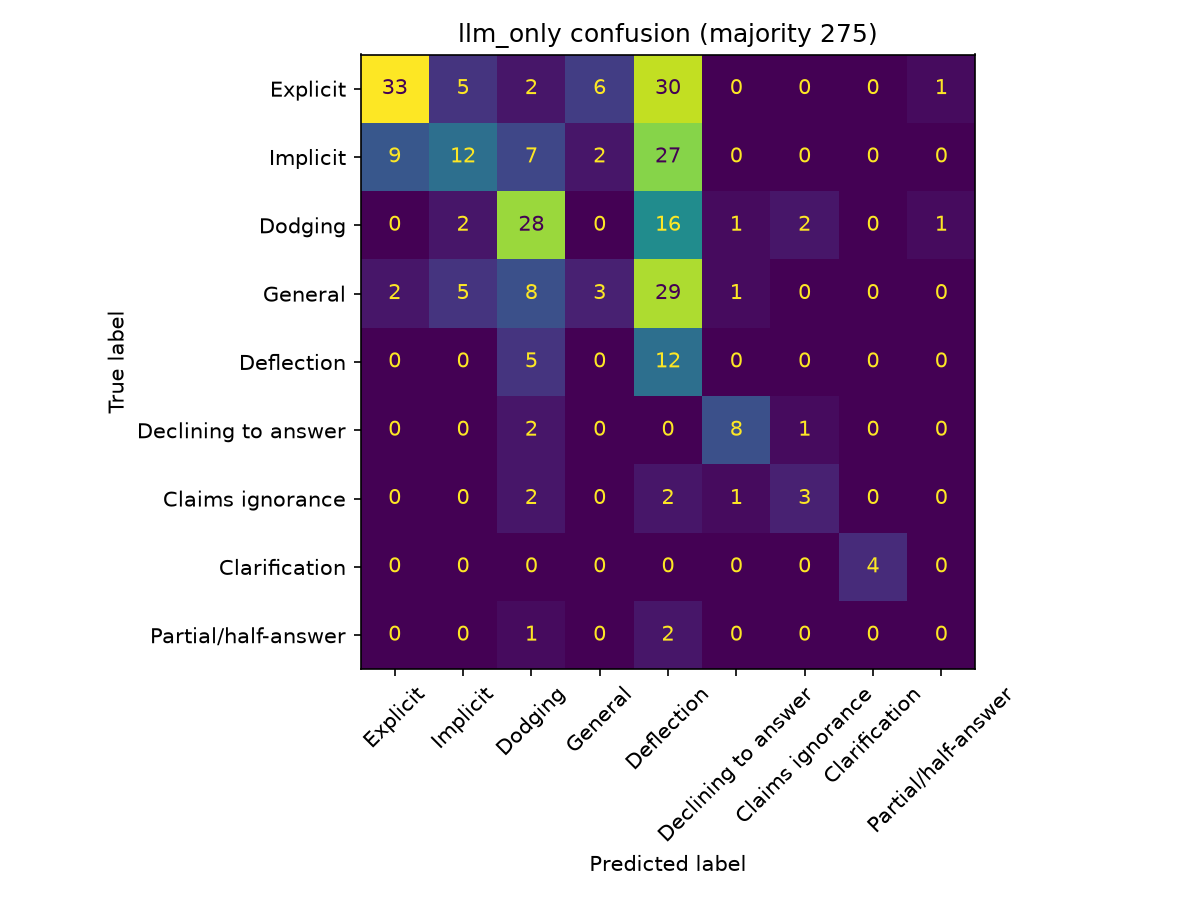 llm_only confusion (majority 275)
Explicit 33 5 2 6 30 0 0 0 1
Implicit 9 12 7 2 27 0 0 0 0
Dodging 0 2 28 0 16 1 2 0 1
General 2 5 8 3 29 1 0 0 0
Deflection 0 0 5 0 12 0 0 0 0
Declining to answer 0 0 2 0 0 8 1 0 0
Claims ignorance 0 0 2 0 2 1 3 0 0
Clarification 0 0 0 0 0 0 0 4 0
Partial/half-answer 0 0 1 0 2 0 0 0 0
True label
Explicit
Implicit
Dodging
General
Deflection
Declining to answer
Claims ignorance
Clarification
Partial/half-answer
Predicted label